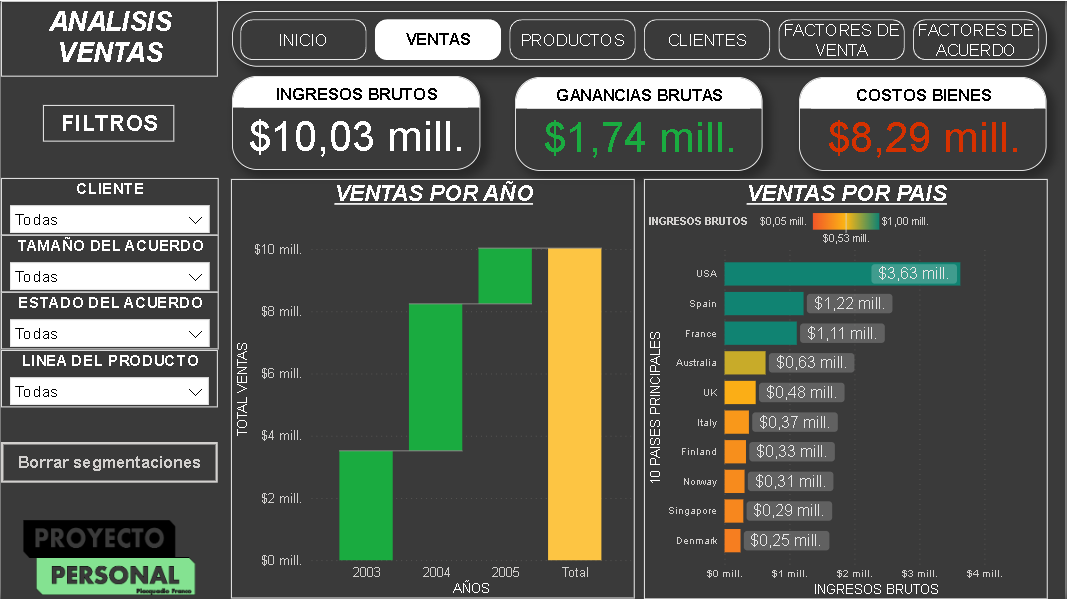 ANALISIS
VENTAS
INICIO
VENTAS
PRODUCTOS
CLIENTES
FACTORES DE
VENTA
FACTORES DE
ACUERDO
INGRESOS BRUTOS
$10,03 mill.
GANANCIAS BRUTAS
$1,74 mill.
COSTOS BIENES
$8,29 mill.
FILTROS
CLIENTE
Todas
TAMAÑO DEL ACUERDO
Todas
ESTADO DEL ACUERDO
Todas
LINEA DEL PRODUCTO
Todas
Borrar segmentaciones
PROYECTO
PERSONAL
Planquadio Franco
VENTAS POR AÑO
TOTAL VENTAS
$10 mill.
$8 mill.
$6 mill.
$4 mill.
$2 mill.
$0 mill.
2003 2004 2005 Total
AÑOS
VENTAS POR PAIS
INGRESOS BRUTOS $0,05 mill. $1,00 mill.
$0,53 mill.
10 PAISES PRINCIPALES
USA $3,63 mill.
Spain $1,22 mill.
France $1,11 mill.
Australia $0,63 mill.
UK $0,48 mill.
Italy $0,37 mill.
Finland $0,33 mill.
Norway $0,31 mill.
Singapore $0,29 mill.
Denmark $0,25 mill.
$0 mill. $1 mill. $2 mill. $3 mill. $4 mill.
INGRESOS BRUTOS